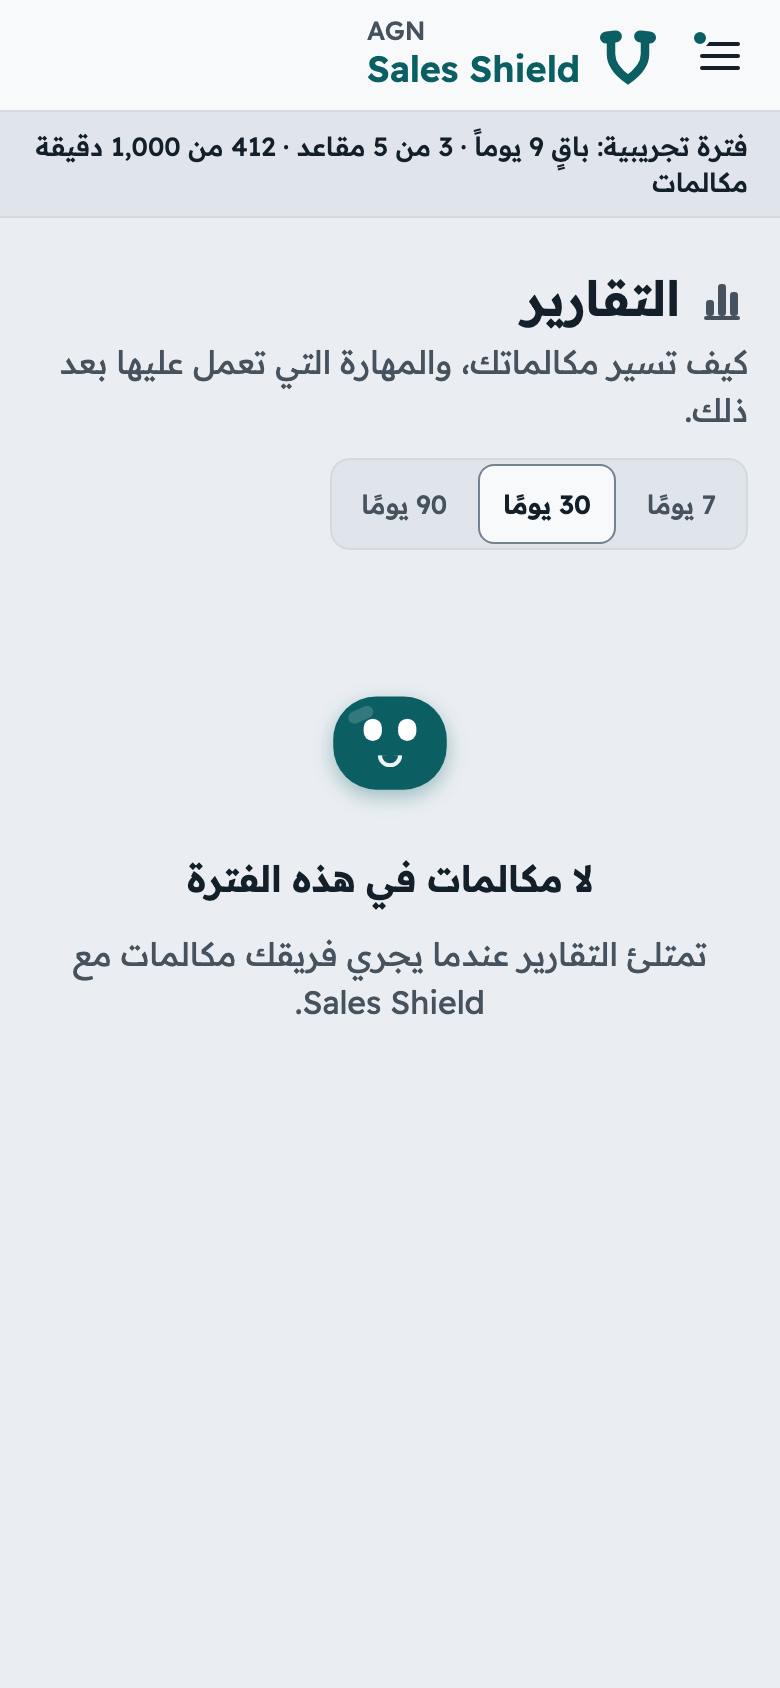 AGN
Sales Shield
فترة تجريبية: باقٍ 9 يوماً · 3 من 5 مقاعد · 412 من 1,000 دقيقة
مكالمات
التقارير
كيف تسير مكالماتك، والمهارة التي تعمل عليها بعد
ذلك.
7 يومًا
30 يومًا
90 يومًا
لا مكالمات في هذه الفترة
تمتلئ التقارير عندما يجري فريقك مكالمات مع
Sales Shield.